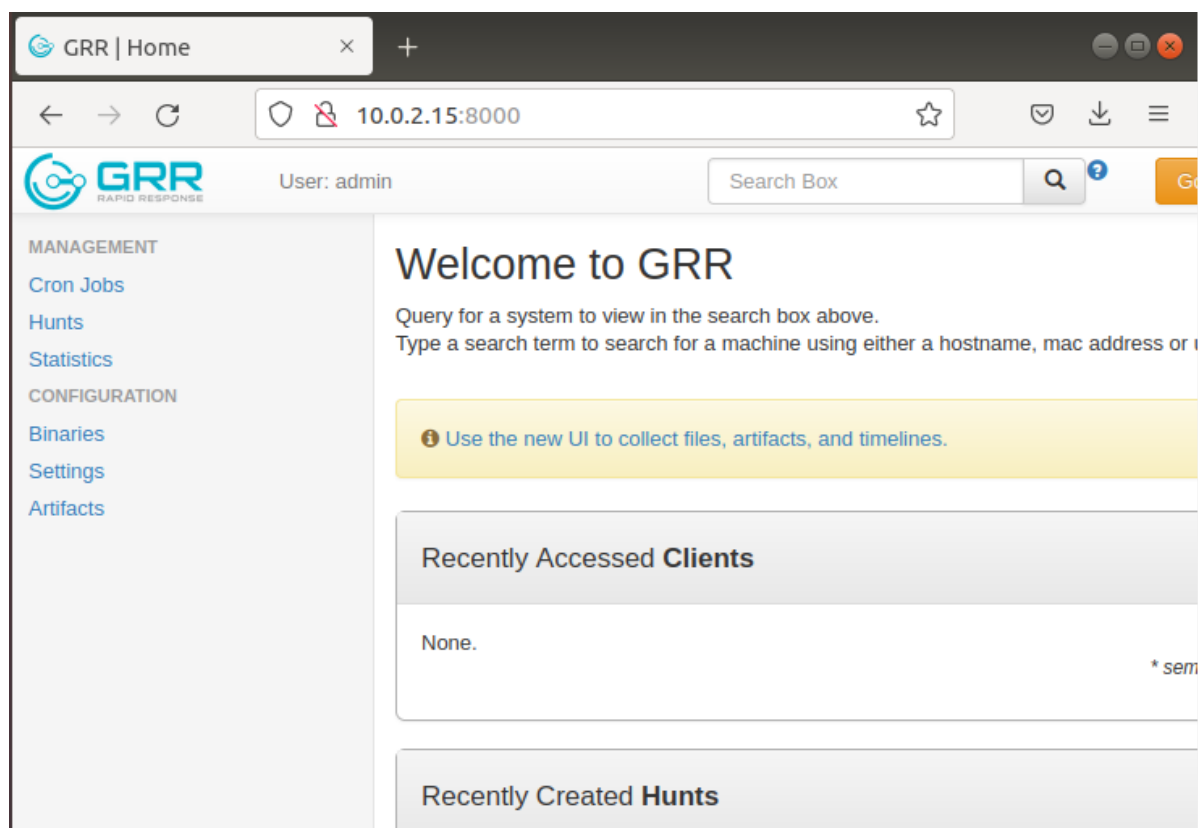 GRR | Home
10.0.2.15:8000
GRR
RAPID RESPONSE
User: admin
Search Box
MANAGEMENT
Cron Jobs
Hunts
Statistics
CONFIGURATION
Binaries
Settings
Artifacts
Welcome to GRR
Query for a system to view in the search box above.
Type a search term to search for a machine using either a hostname, mac address or
Use the new UI to collect files, artifacts, and timelines.
Recently Accessed Clients
None.
Recently Created Hunts